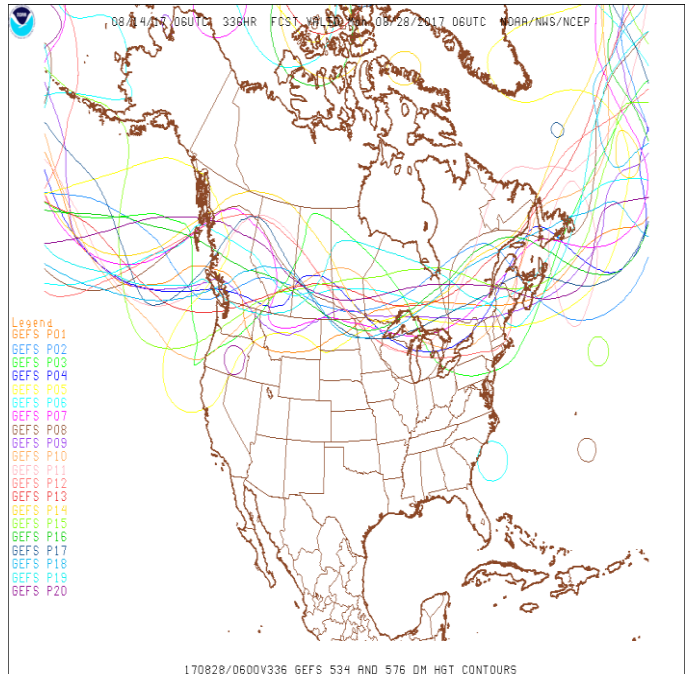 08/14/17 06UTC 336HR FCST VALID MON 08/28/2017 06UTC NOAA/NWS/NCEP
Legend
GEFS P01
GEFS P02
GEFS P03
GEFS P04
GEFS P05
GEFS P06
GEFS P07
GEFS P08
GEFS P09
GEFS P10
GEFS P11
GEFS P12
GEFS P13
GEFS P14
GEFS P15
GEFS P16
GEFS P17
GEFS P18
GEFS P19
GEFS P20
170828/0600V336 GEFS 534 AND 576 DM HGT CONTOURS